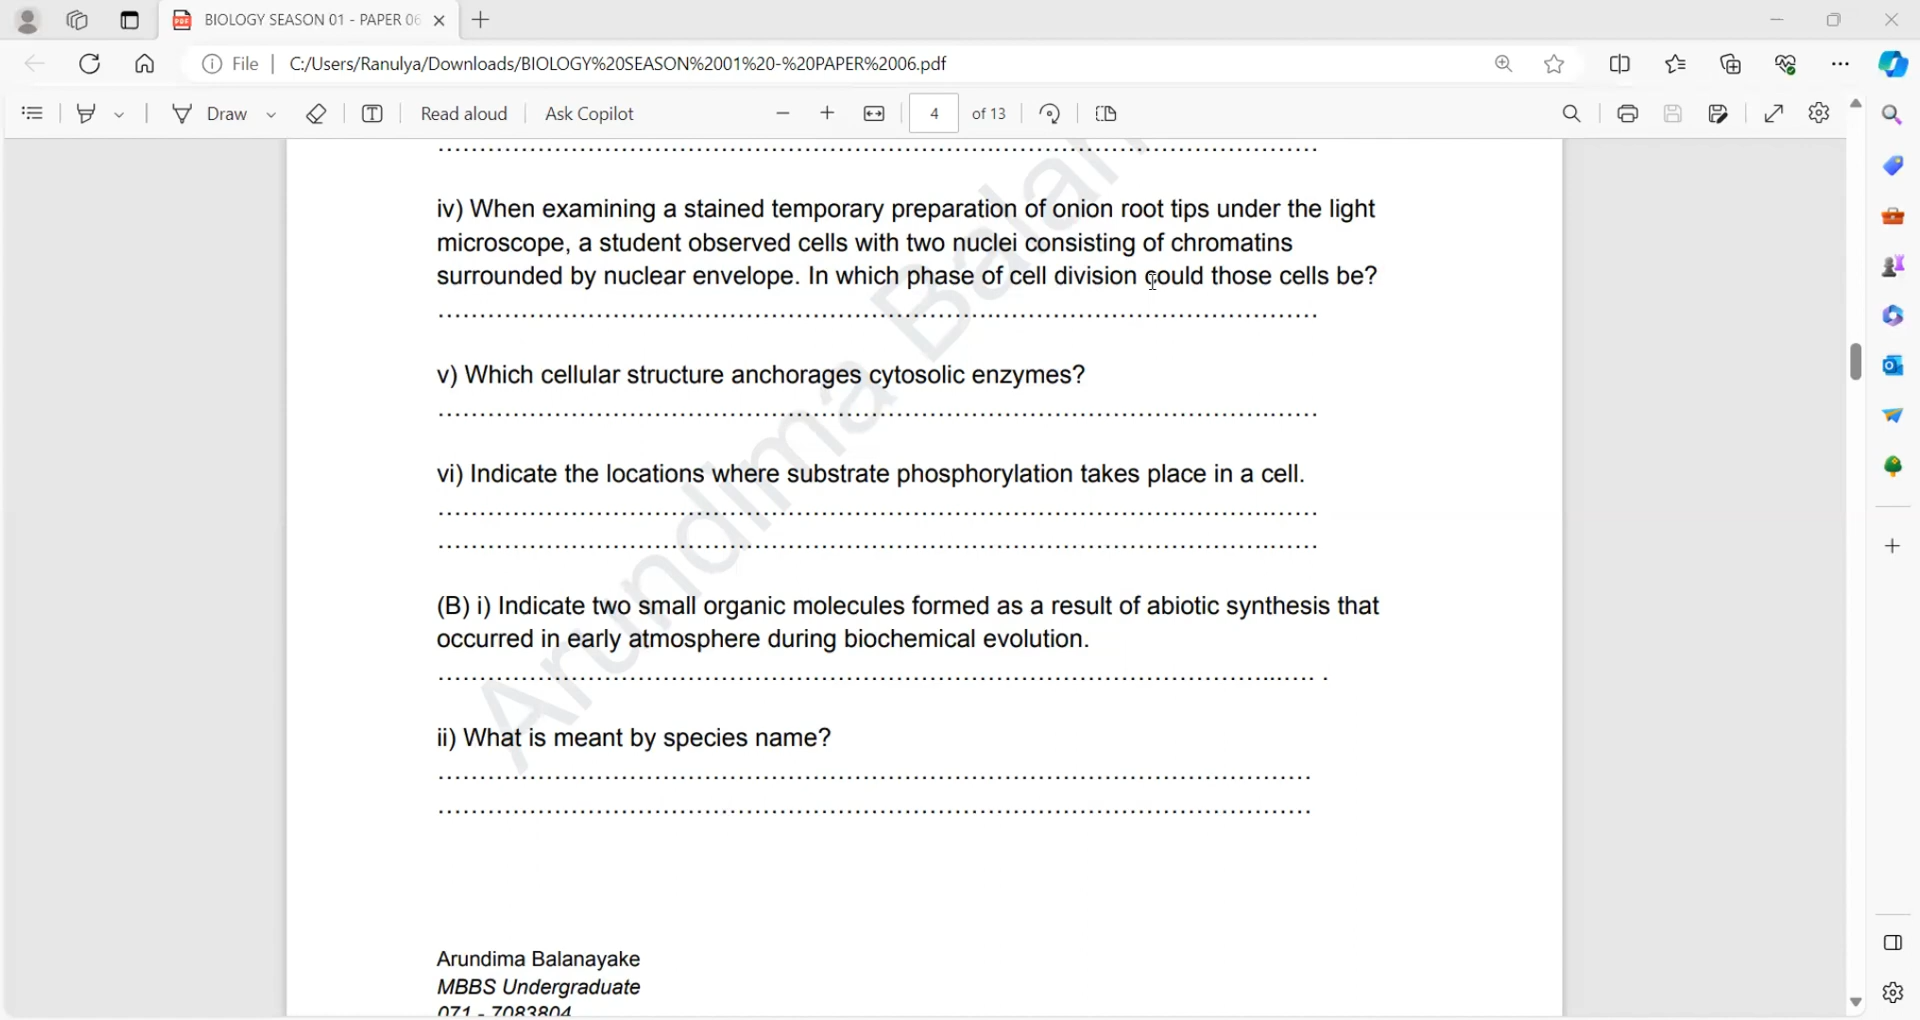 BIOLOGY SEASON 01 - PAPER 06
File
C:/Users/Ranulya/Downloads/BIOLOGY%20SEASON%2001%20-%20PAPER%2006.pdf
Draw
Read aloud
Ask Copilot
4
of 13
iv) When examining a stained temporary preparation of onion root tips under the light
microscope, a student observed cells with two nuclei consisting of chromatins
surrounded by nuclear envelope. In which phase of cell division could those cells be?
v) Which cellular structure anchorages cytosolic enzymes?
vi) Indicate the locations where substrate phosphorylation takes place in a cell.
(B) i) Indicate two small organic molecules formed as a result of abiotic synthesis that
occurred in early atmosphere during biochemical evolution.
ii) What is meant by species name?
Arundima Balanayake
MBBS Undergraduate
071 - 7083804
Arundima Balan